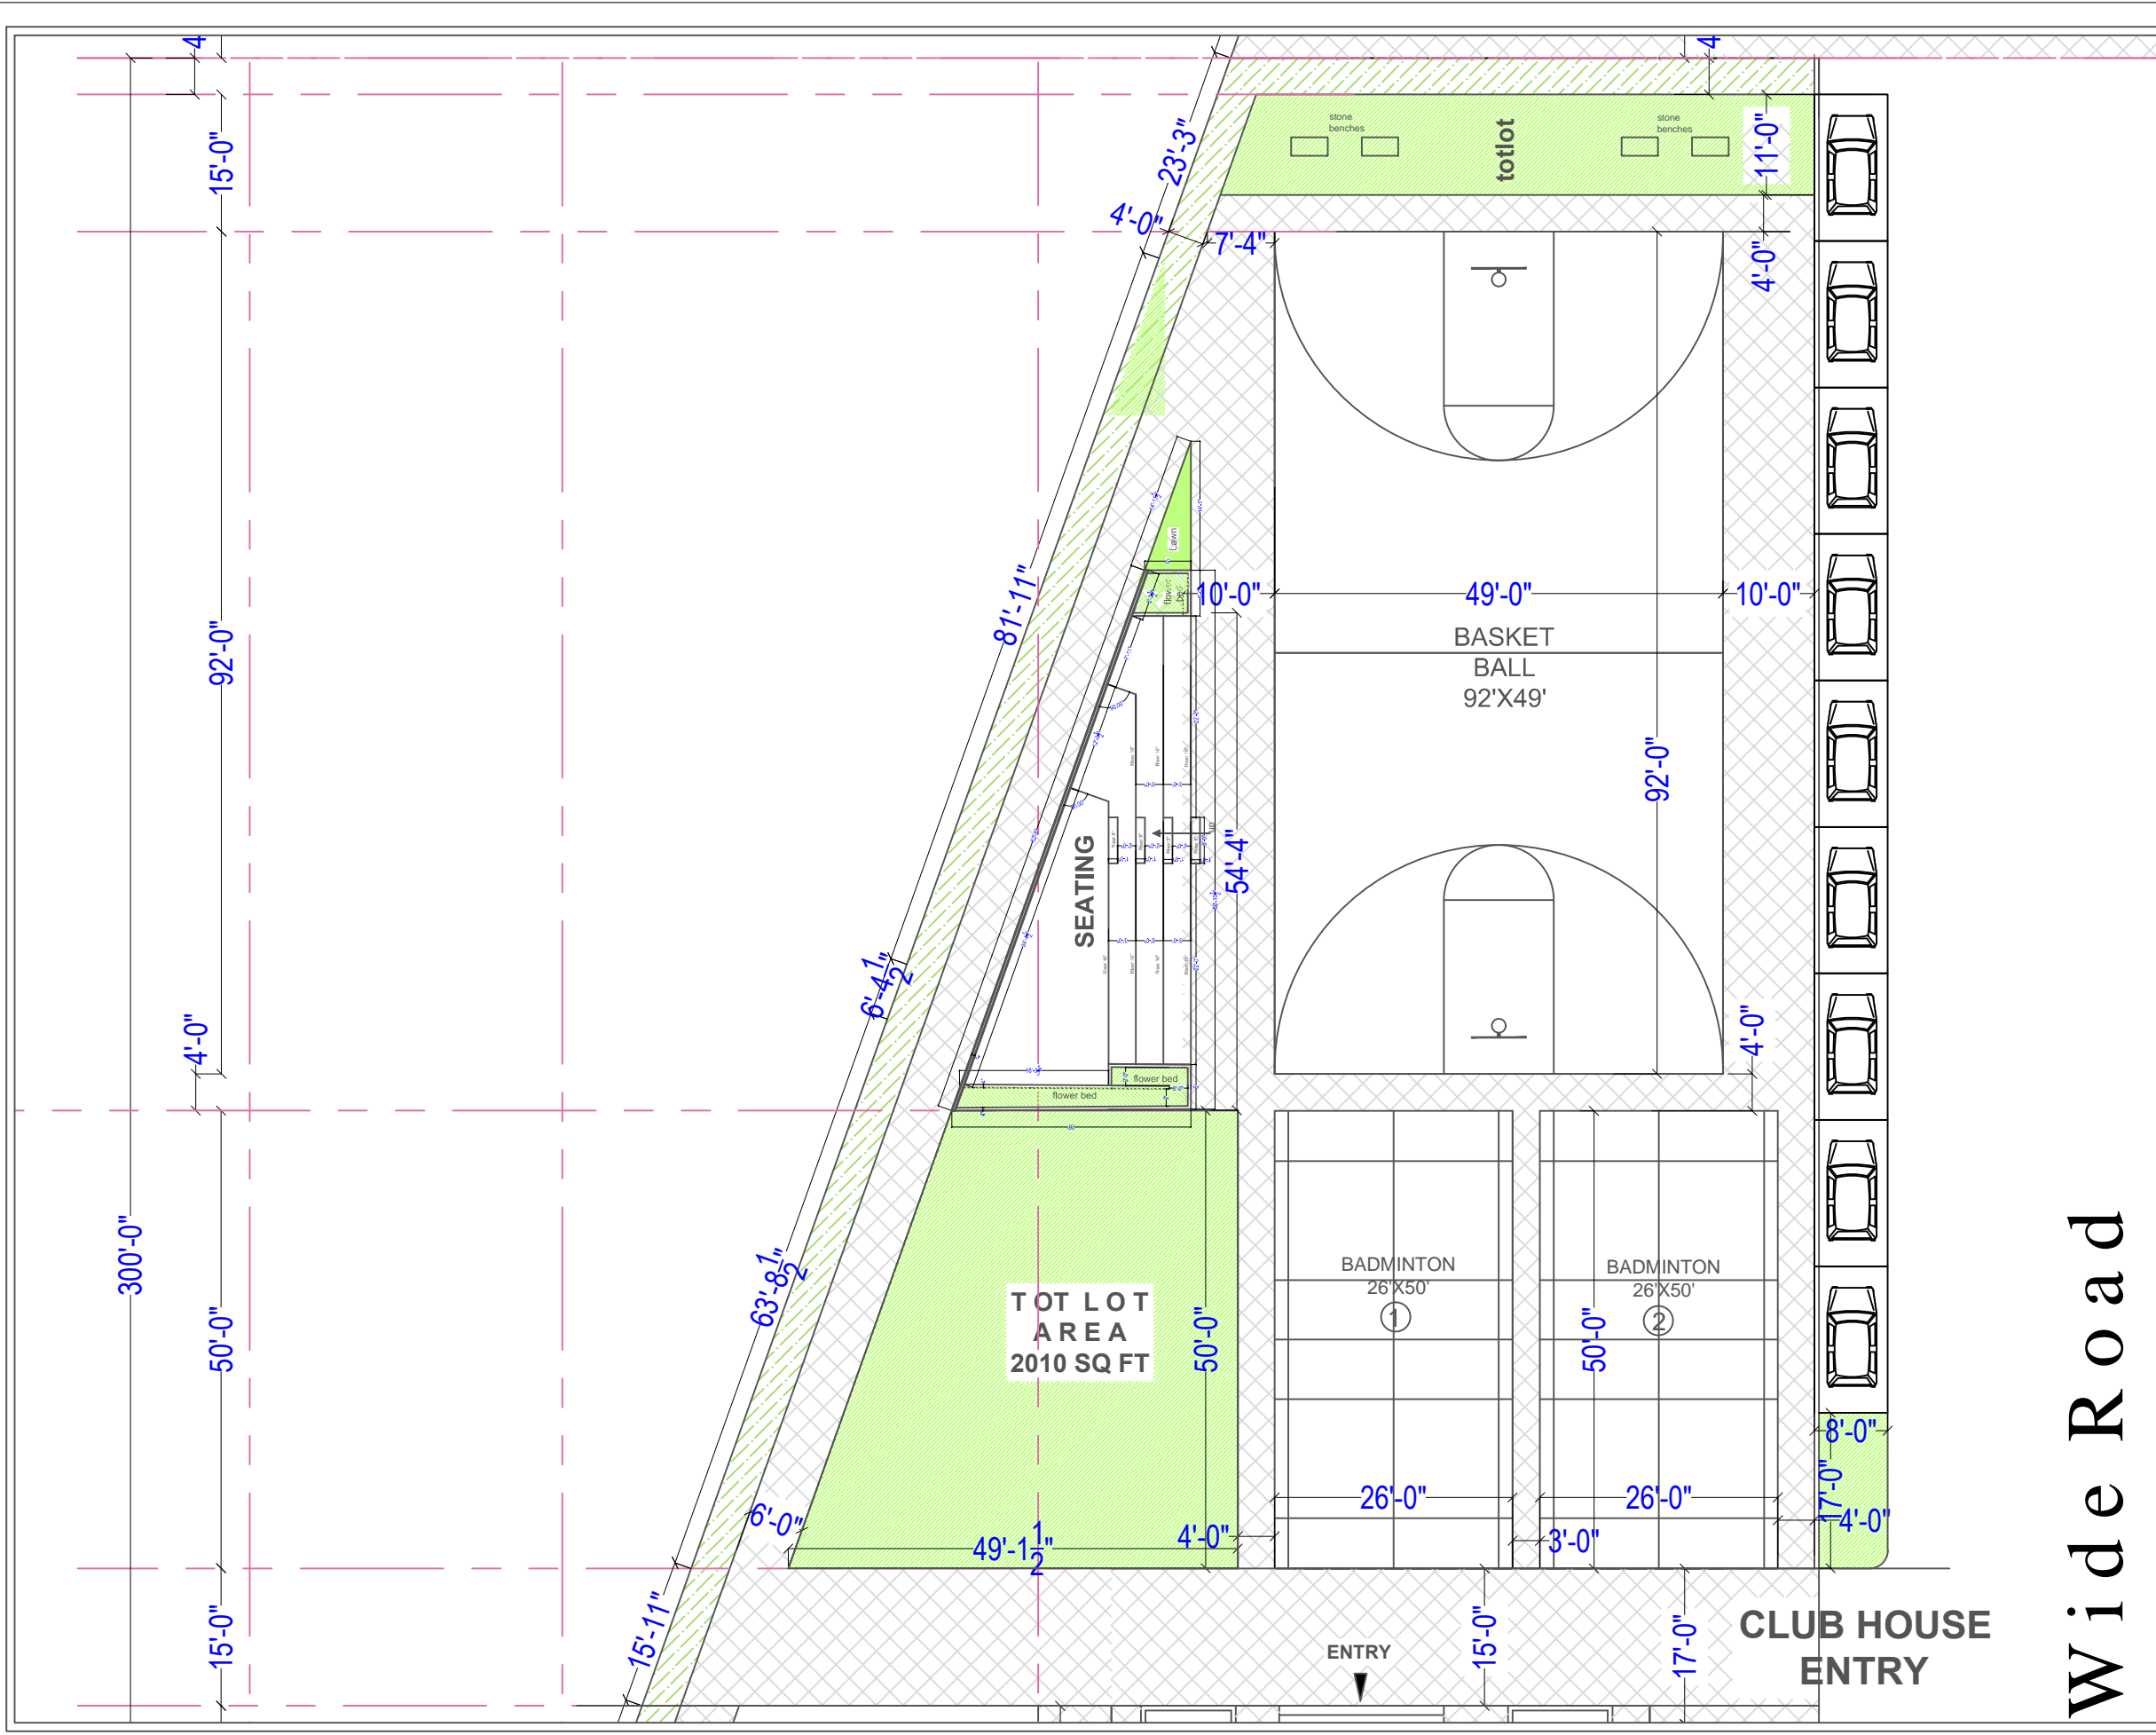 4
4
15'-0"
23'-3"
stone
benches
totlot
stone
benches
11'-0"
4'-0"
7'-4"
4'-0"
92'-0"
81'-11"
Lawn
flower
bed
10'-0"
49'-0"
10'-0"
BASKET
BALL
92'X49'
92'-0"
SEATING
54'-4"
6'-4 1/2"
4'-0"
4'-0"
flower bed
flower bed
300'-0"
50'-0"
63'-8 1/2"
TOT LOT
AREA
2010 SQ FT
50'-0"
BADMINTON
26'X50'
1
50'-0"
BADMINTON
26'X50'
2
8'-0"
17'-0"
4'-0"
26'-0"
26'-0"
6'-0"
49'-1 1/2"
4'-0"
3'-0"
15'-0"
15'-11"
ENTRY
15'-0"
17'-0"
CLUB HOUSE
ENTRY
Wide Road